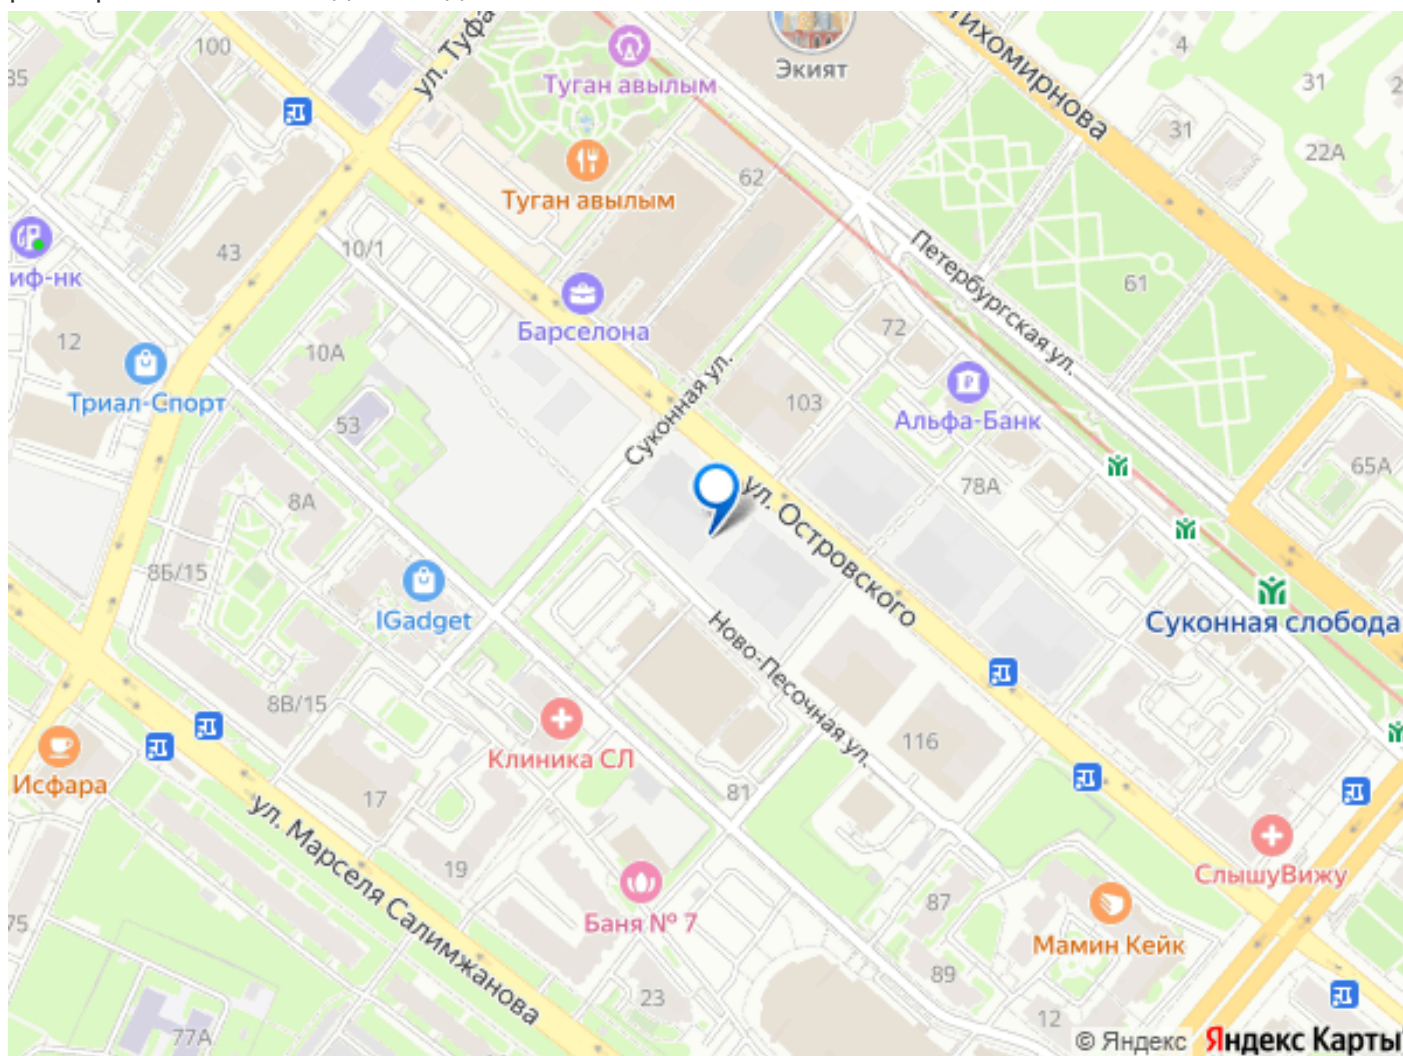 ул. Туфа
100
35
Туган авылым
Экият
Тихомирнова
4
31
31
22А
2
Туган авылым
62
иф-нк
43
10/1
Барселона
Петербургская ул.
61
12
10А
72
Триал-Спорт
53
Суконная ул.
103
Альфа-Банк
65А
8А
78А
ул. Островского
8Б/15
IGadget
Суконная слобода
Ново-Песочная ул.
8В/15
Клиника СЛ
116
Исфара
17
81
ул. Марселя Салимжанова
19
СлышуВижу
Баня № 7
87
Мамин Кейк
75
89
23
12
77А
© Яндекс Яндекс Карты